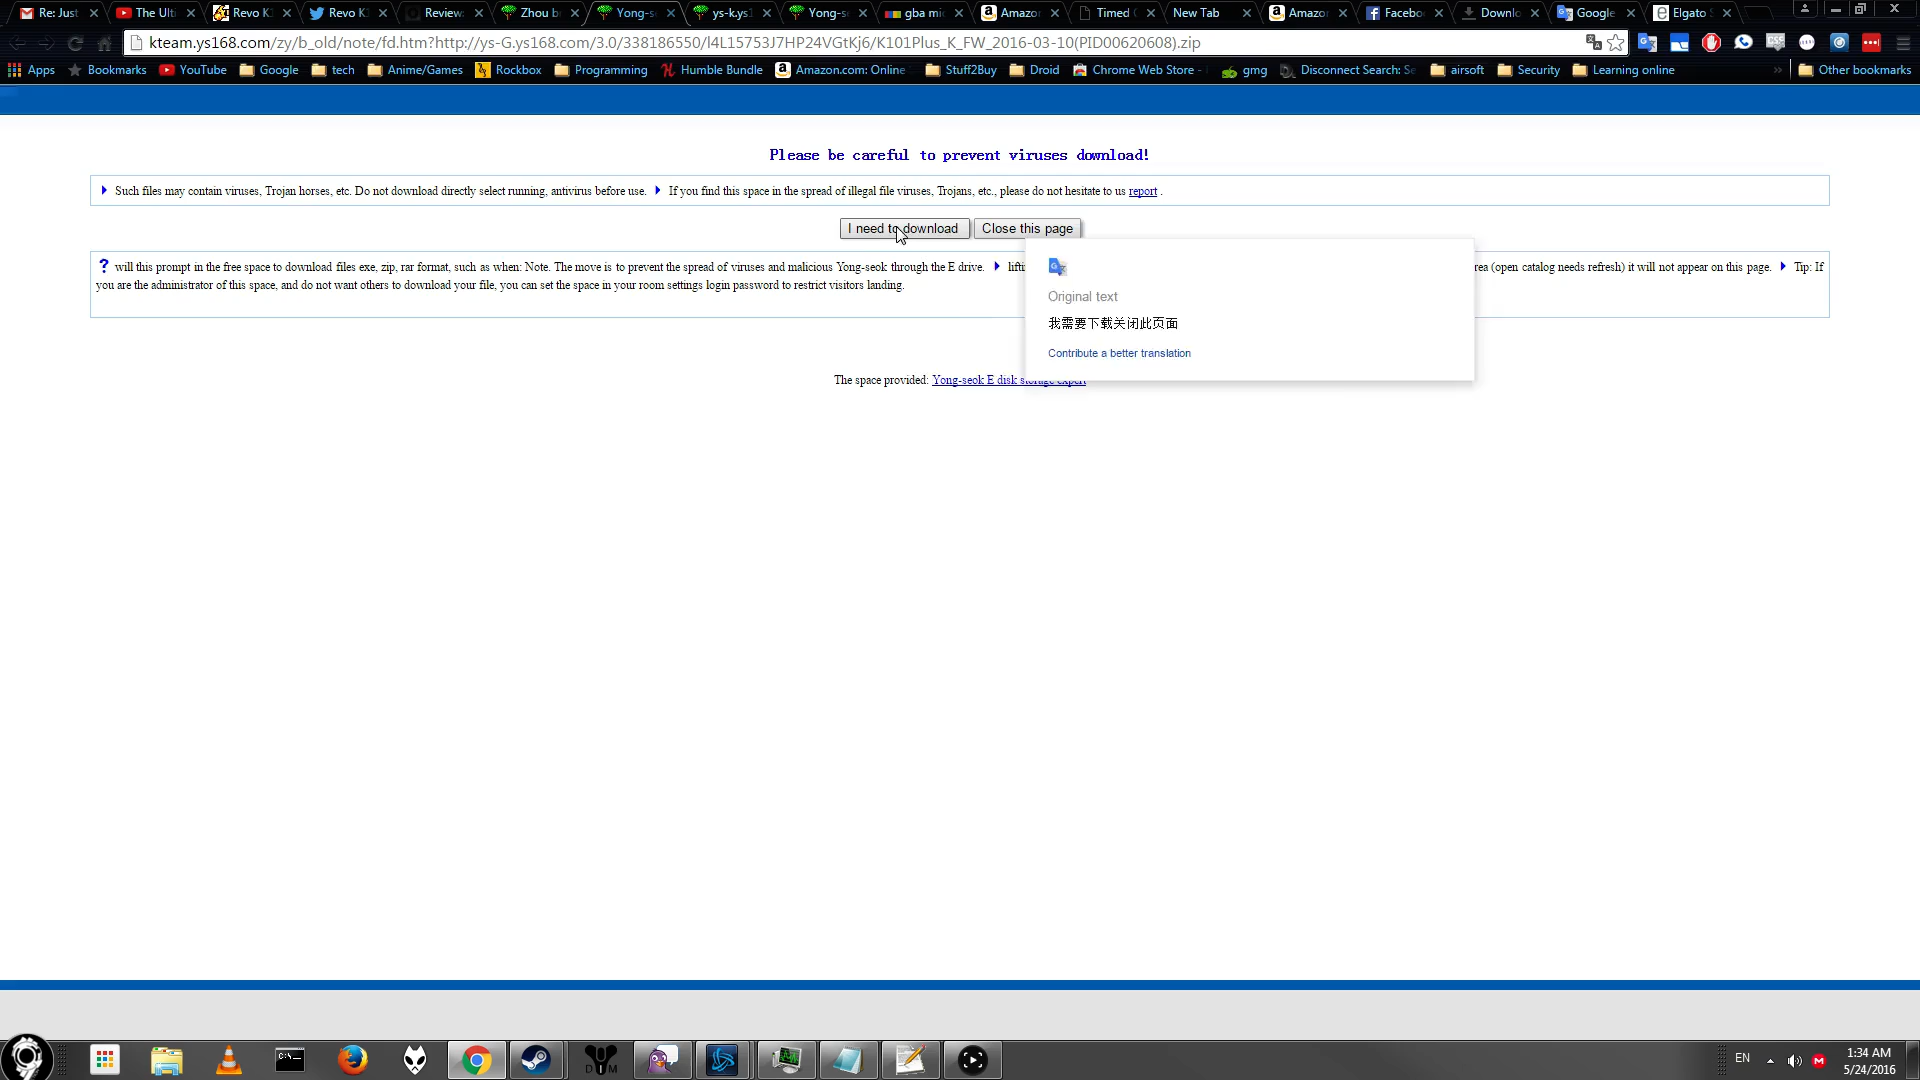 Re: Just
The Ulti
Revo K1
Revo K1
Review:
Zhou b
Yong-s
ys-k.ys1
Yong-s
gba mi
Amazo
Timed
New Tab
Amazo
Facebo
Downlo
Google
Elgato
kteam.ys168.com/zy/b_old/note/fd.htm?http://ys-G.ys168.com/3.0/338186550/l4L15753J7HP24VGtKj6/K101Plus_K_FW_2016-03-10(PID00620608).zip
Apps
Bookmarks
YouTube
Google
tech
Anime/Games
Rockbox
Programming
Humble Bundle
Amazon.com: Online
Stuff2Buy
Droid
Chrome Web Store -
gmg
Disconnect Search: Se
airsoft
Security
Learning online
»
Other bookmarks
Please be careful to prevent viruses download!
Such files may contain viruses, Trojan horses, etc. Do not download directly select running, antivirus before use. If you find this space in the spread of illegal file viruses, Trojans, etc., please do not hesitate to us report .
I need to download
Close this page
? will this prompt in the free space to download files exe, zip, rar format, such as when: Note. The move is to prevent the spread of viruses and malicious Yong-seok through the E drive. lifti
rea (open catalog needs refresh) it will not appear on this page. Tip: If
you are the administrator of this space, and do not want others to download your file, you can set the space in your room settings login password to restrict visitors landing.
Original text
我需要下载关闭此页面
Contribute a better translation
The space provided: Yong-seok E disk storage expert
C:\_
DIM
EN
1:34 AM
5/24/2016